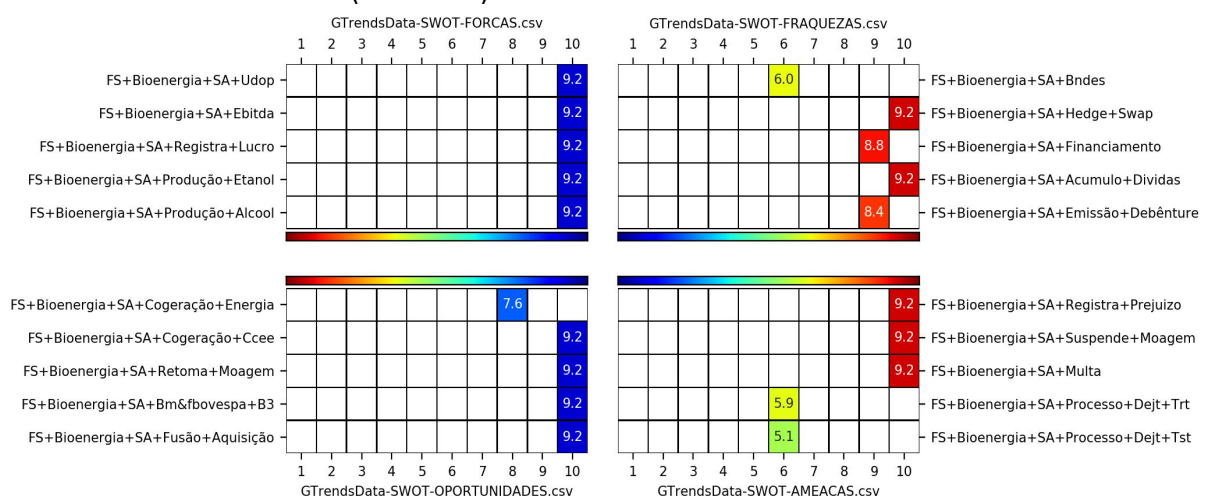 GTrendsData-SWOT-FORCAS.csv
1 2 3 4 5 6 7 8 9 10
FS+Bioenergia+SA+Udop 9.2
FS+Bioenergia+SA+Ebitda 9.2
FS+Bioenergia+SA+Registra+Lucro 9.2
FS+Bioenergia+SA+Produção+Etanol 9.2
FS+Bioenergia+SA+Produção+Alcool 9.2
GTrendsData-SWOT-FRAQUEZAS.csv
1 2 3 4 5 6 7 8 9 10
6.0 FS+Bioenergia+SA+Bndes
9.2 FS+Bioenergia+SA+Hedge+Swap
8.8 FS+Bioenergia+SA+Financiamento
9.2 FS+Bioenergia+SA+Acumulo+Dividas
8.4 FS+Bioenergia+SA+Emissão+Debênture
FS+Bioenergia+SA+Cogeração+Energia 7.6
FS+Bioenergia+SA+Cogeração+Ccee 9.2
FS+Bioenergia+SA+Retoma+Moagem 9.2
FS+Bioenergia+SA+Bm&fbovespa+B3 9.2
FS+Bioenergia+SA+Fusão+Aquisição 9.2
1 2 3 4 5 6 7 8 9 10
GTrendsData-SWOT-OPORTUNIDADES.csv
9.2 FS+Bioenergia+SA+Registra+Prejuizo
9.2 FS+Bioenergia+SA+Suspende+Moagem
9.2 FS+Bioenergia+SA+Multa
5.9 FS+Bioenergia+SA+Processo+Dejt+Trt
5.1 FS+Bioenergia+SA+Processo+Dejt+Tst
1 2 3 4 5 6 7 8 9 10
GTrendsData-SWOT-AMEACAS.csv